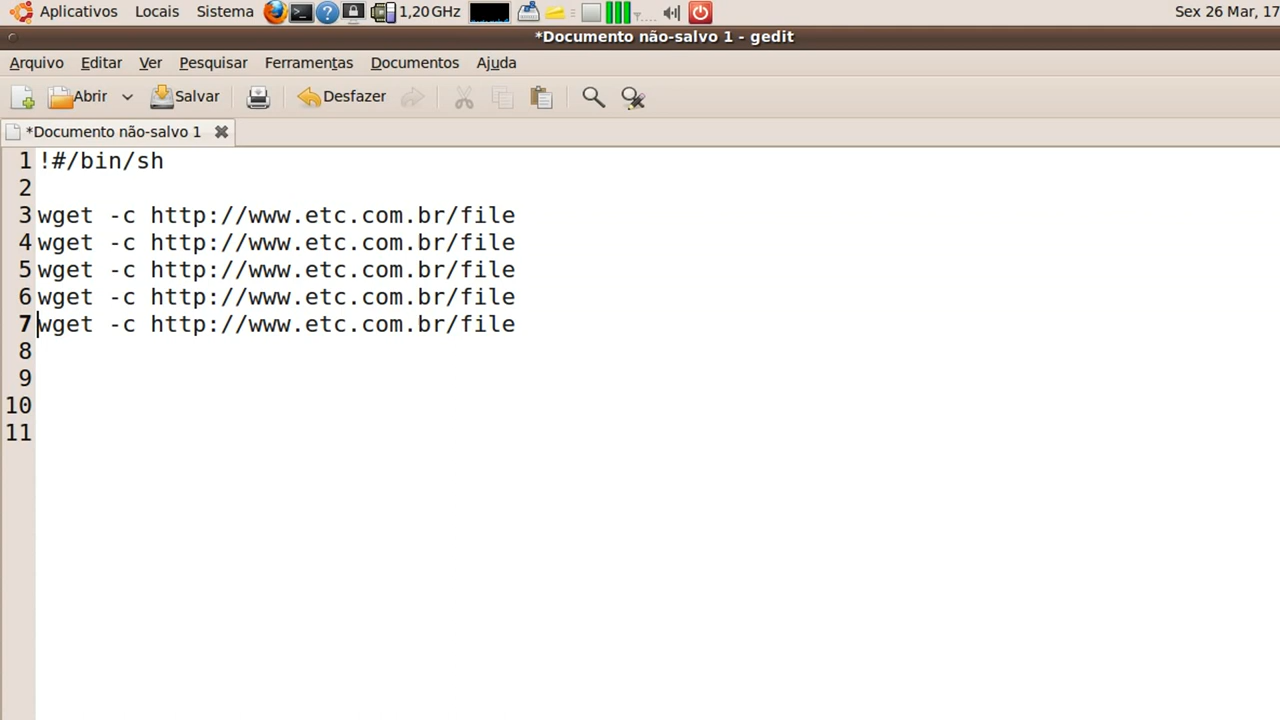 Aplicativos Locais Sistema 1,20 GHz Sex 26 Mar, 17
*Documento não-salvo 1 - gedit
Arquivo Editar Ver Pesquisar Ferramentas Documentos Ajuda
Abrir Salvar Desfazer
*Documento não-salvo 1
1 !#/bin/sh
2
3 wget -c http://www.etc.com.br/file
4 wget -c http://www.etc.com.br/file
5 wget -c http://www.etc.com.br/file
6 wget -c http://www.etc.com.br/file
7 wget -c http://www.etc.com.br/file
8
9
10
11